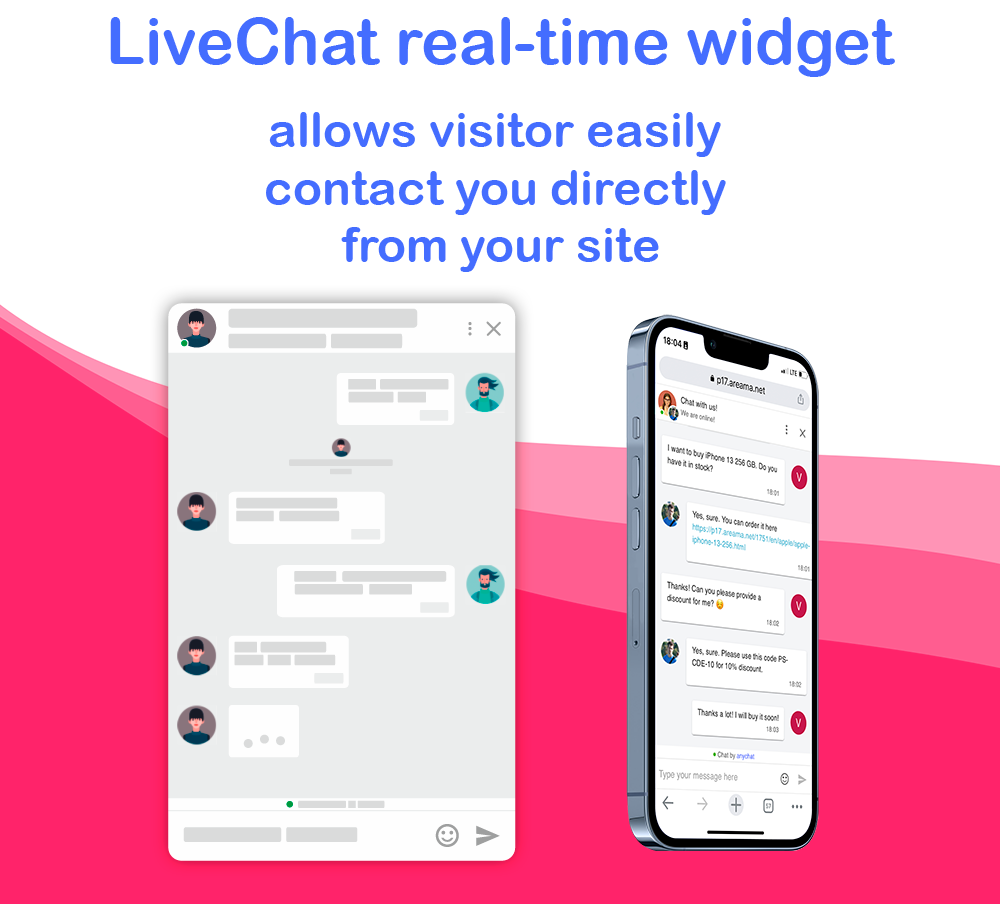 LiveChat real-time widget
allows visitor easily
contact you directly
from your site
18:04
LTE
p17.areama.net
Chat with us!
We are online!
I want to buy iPhone 13 256 GB. Do you
have it in stock?
18:01
V
Yes, sure. You can order it here
https://p17.areama.net/1751/en/apple/apple-
iphone-13-256.html
18:01
Thanks! Can you please provide a
discount for me? 😏
18:02
V
Yes, sure. Please use this code PS-
CDE-10 for 10% discount.
18:02
Thanks a lot! I will buy it soon!
18:03
V
Chat by anychat
Type your message here
57